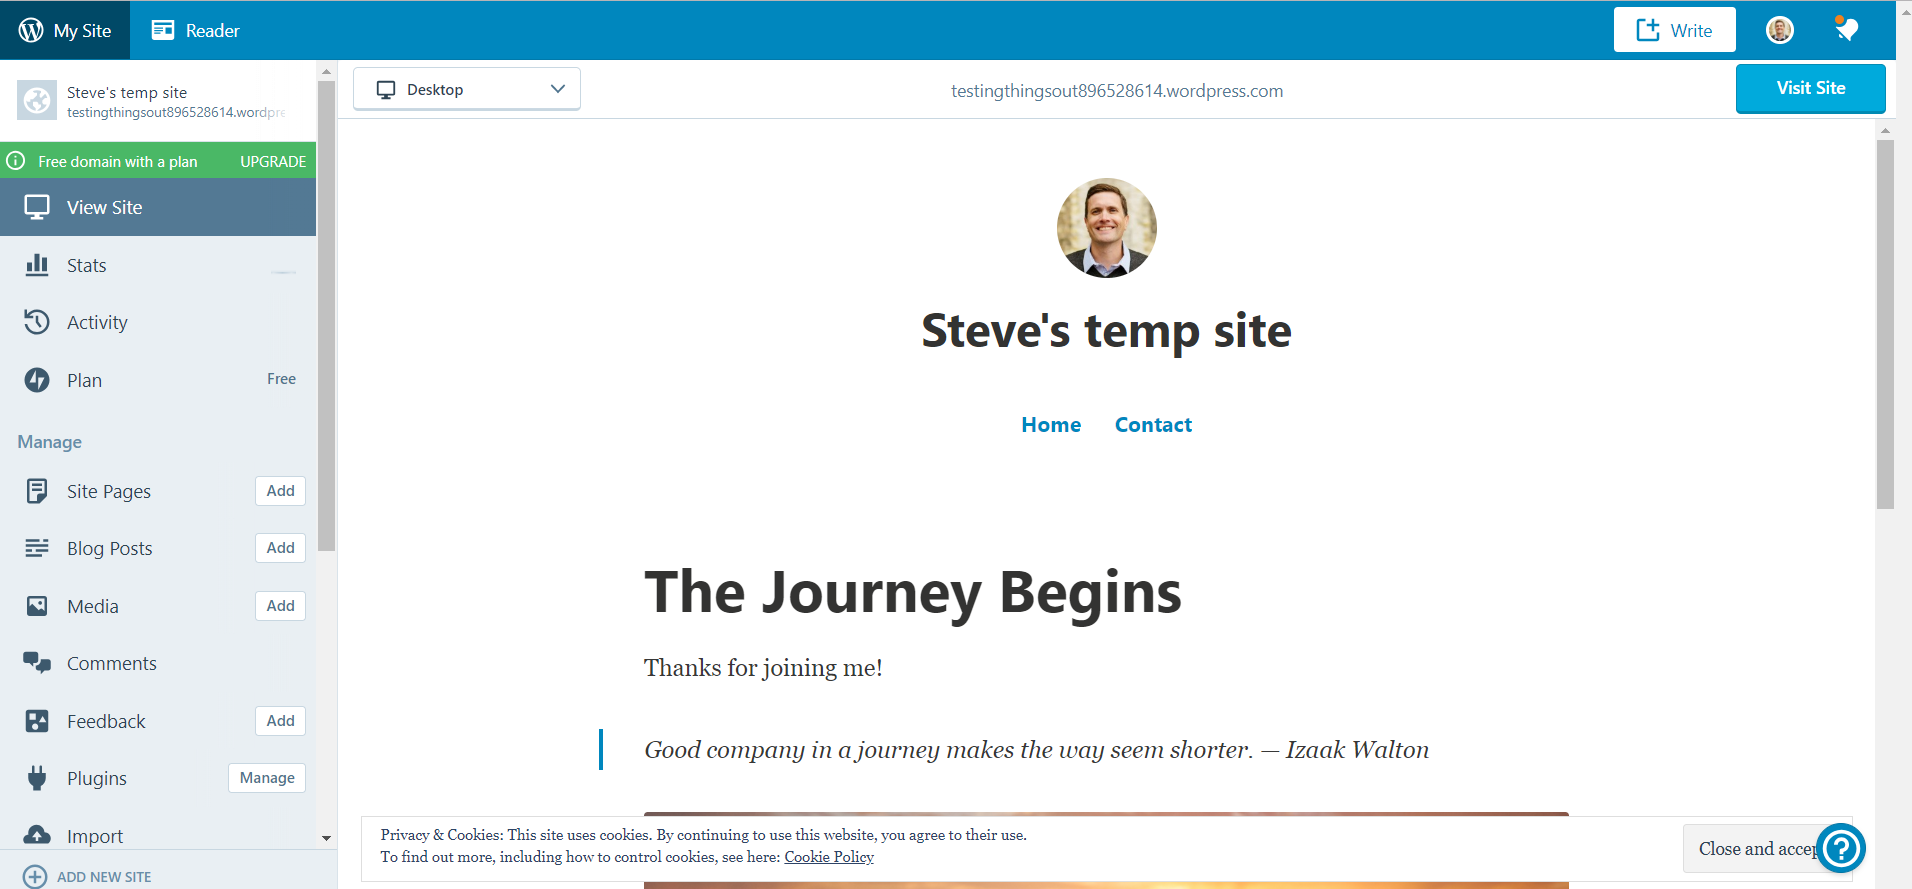 My Site
Reader
Write
Steve's temp site
testingthingsout896528614.wordpre
Free domain with a plan UPGRADE
View Site
Stats
Activity
Plan Free
Manage
Site Pages Add
Blog Posts Add
Media Add
Comments
Feedback Add
Plugins Manage
Import
ADD NEW SITE
Desktop
testingthingsout896528614.wordpress.com
Visit Site
Steve's temp site
Home Contact
The Journey Begins
Thanks for joining me!
Good company in a journey makes the way seem shorter. — Izaak Walton
Privacy & Cookies: This site uses cookies. By continuing to use this website, you agree to their use.
To find out more, including how to control cookies, see here: Cookie Policy
Close and accep
?